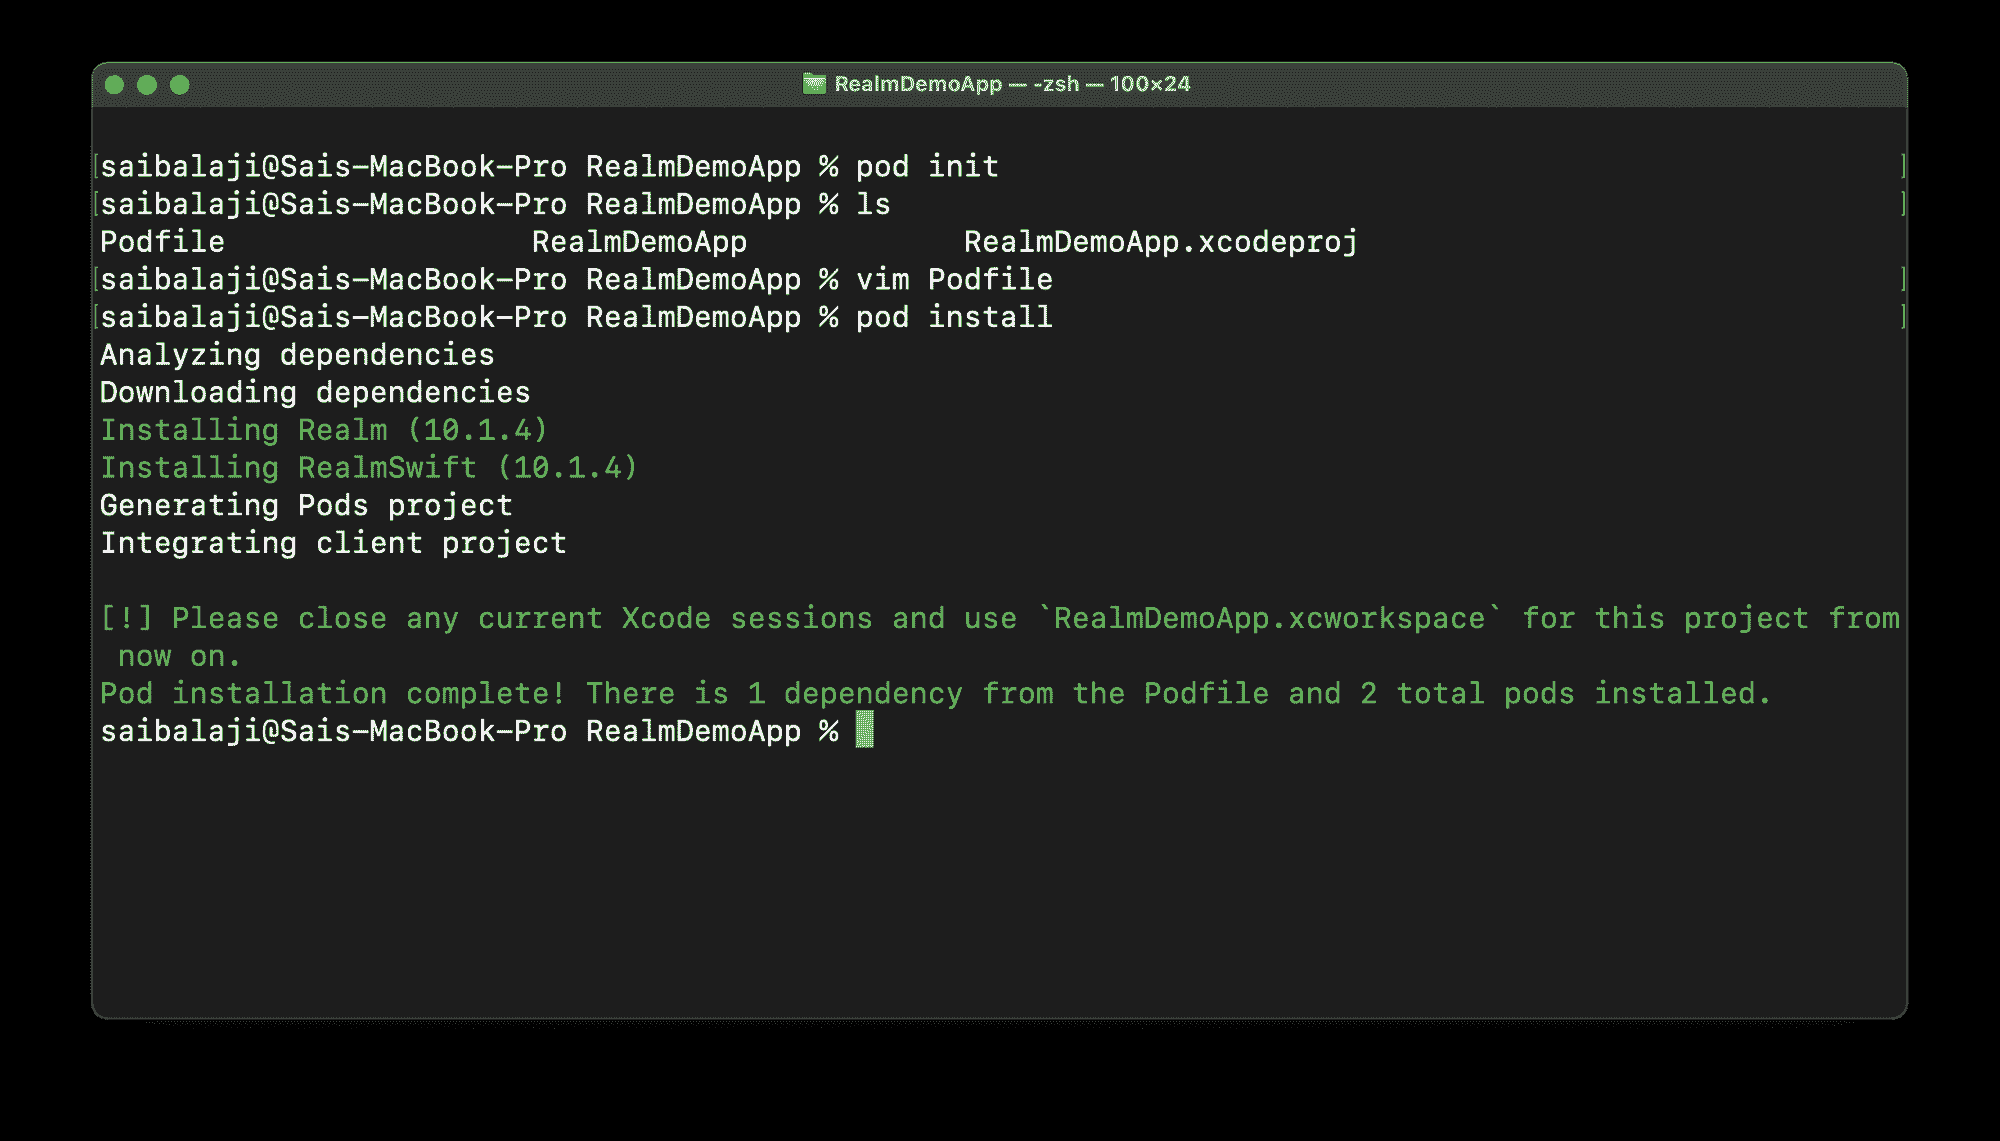 RealmDemoApp — -zsh — 100×24
[saibalaji@Sais-MacBook-Pro RealmDemoApp % pod init ]
[saibalaji@Sais-MacBook-Pro RealmDemoApp % ls ]
Podfile RealmDemoApp RealmDemoApp.xcodeproj
[saibalaji@Sais-MacBook-Pro RealmDemoApp % vim Podfile ]
[saibalaji@Sais-MacBook-Pro RealmDemoApp % pod install ]
Analyzing dependencies
Downloading dependencies
Installing Realm (10.1.4)
Installing RealmSwift (10.1.4)
Generating Pods project
Integrating client project
[!] Please close any current Xcode sessions and use `RealmDemoApp.xcworkspace` for this project from
now on.
Pod installation complete! There is 1 dependency from the Podfile and 2 total pods installed.
saibalaji@Sais-MacBook-Pro RealmDemoApp %